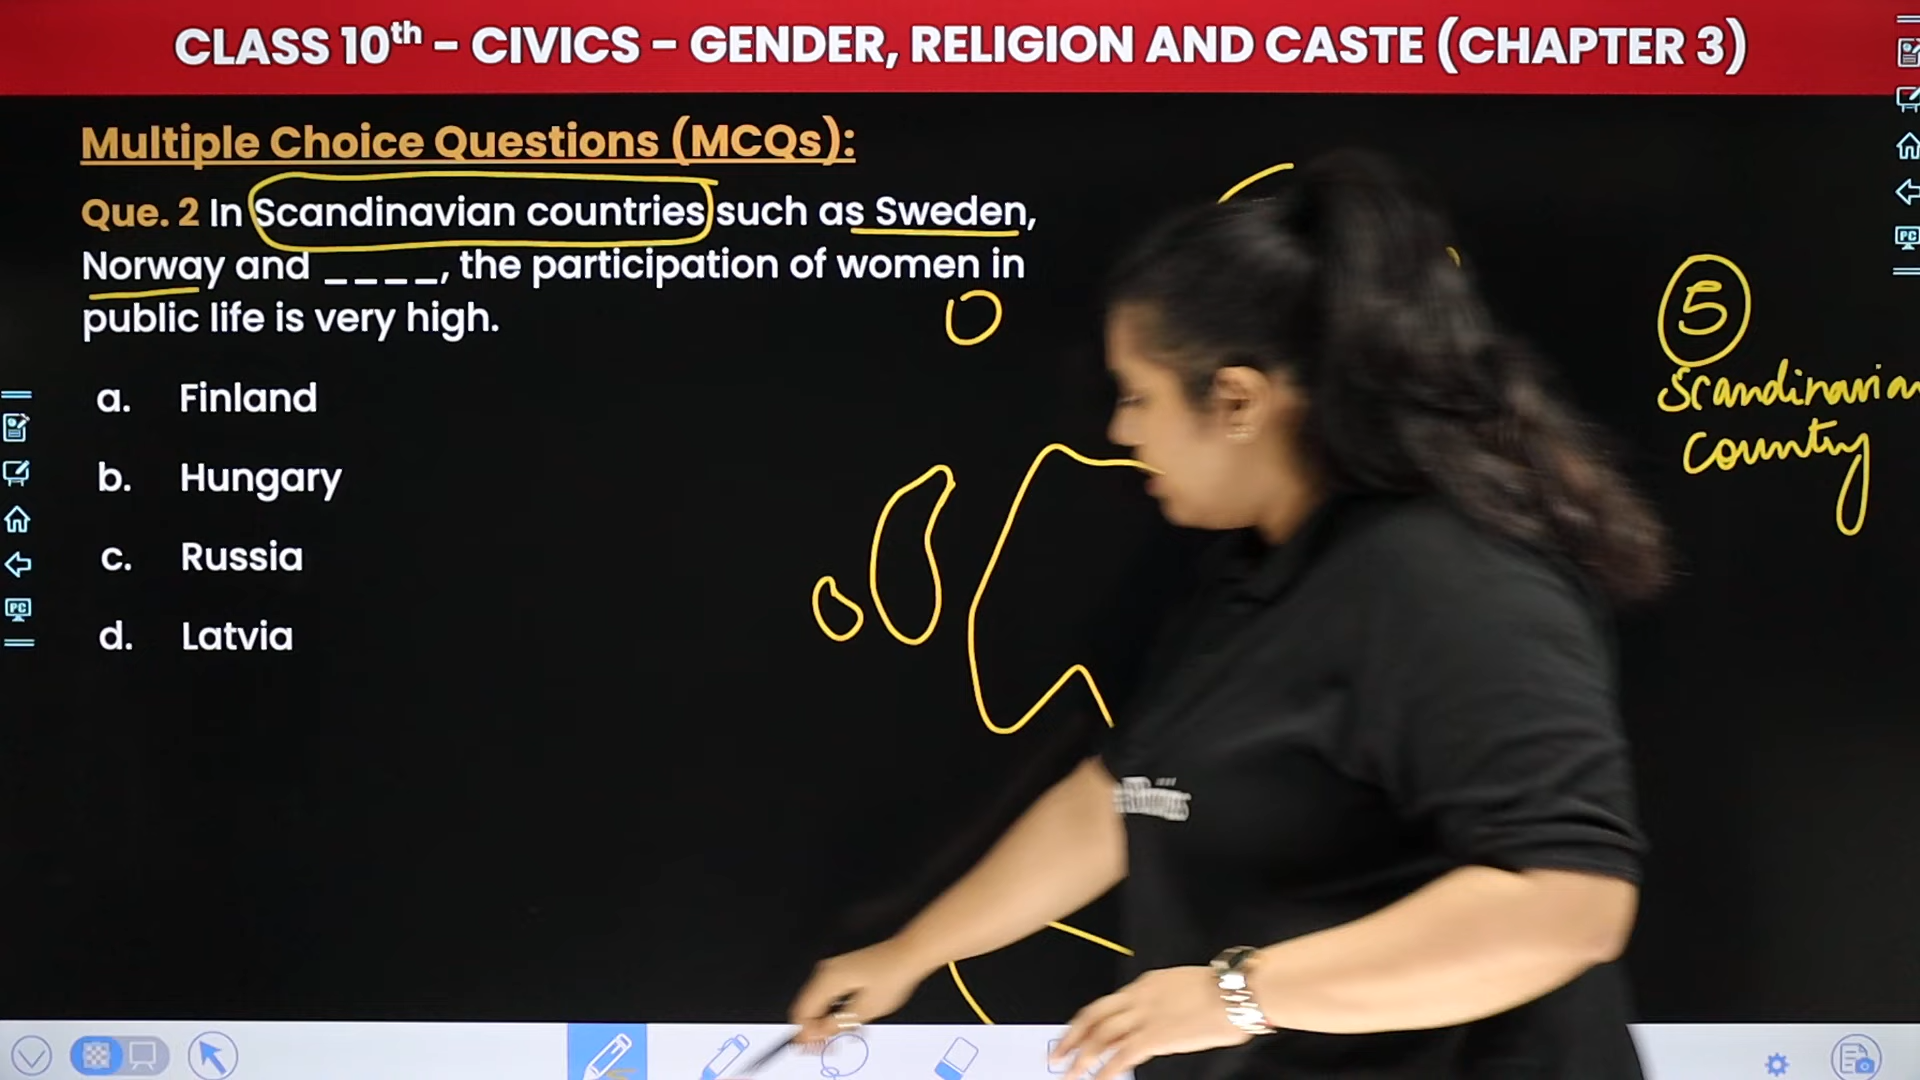 CLASS 10th – CIVICS – GENDER, RELIGION AND CASTE (CHAPTER 3)
Multiple Choice Questions (MCQs):
Que. 2 In Scandinavian countries such as Sweden,
Norway and ____, the participation of women in
public life is very high.
a. Finland
b. Hungary
c. Russia
d. Latvia
5
Scandinavian
country
PC
PC